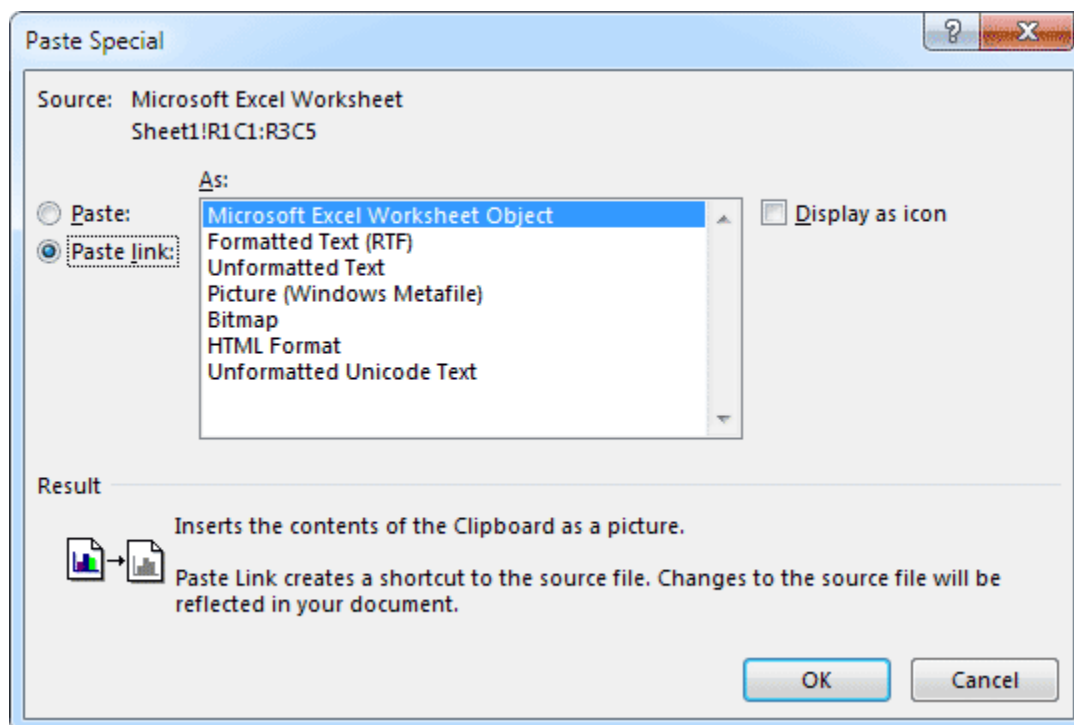 Paste Special
Source: Microsoft Excel Worksheet
Sheet1!R1C1:R3C5
As:
Paste:
Paste link:
Microsoft Excel Worksheet Object
Formatted Text (RTF)
Unformatted Text
Picture (Windows Metafile)
Bitmap
HTML Format
Unformatted Unicode Text
Display as icon
Result
Inserts the contents of the Clipboard as a picture.
Paste Link creates a shortcut to the source file. Changes to the source file will be
reflected in your document.
OK
Cancel